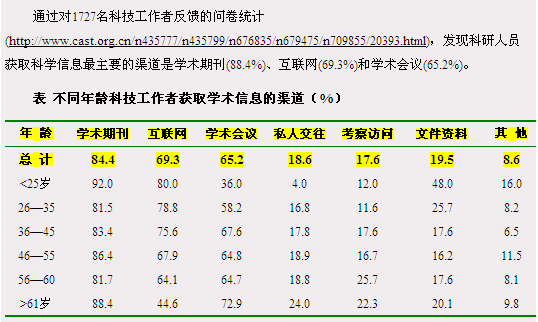 通过对1727名科技工作者反馈的问卷统计
(http://www.cast.org.cn/n435777/n435799/n676835/n679475/n709855/20393.html)，发现科研人员
获取科学信息最主要的渠道是学术期刊(88.4%)、互联网(69.3%)和学术会议(65.2%)。
表 不同年龄科技工作者获取学术信息的渠道（%）
年 龄 学术期刊 互联网 学术会议 私人交往 考察访问 文件资料 其 他
总 计 84.4 69.3 65.2 18.6 17.6 19.5 8.6
<25岁 92.0 80.0 36.0 4.0 12.0 48.0 16.0
26—35 81.5 78.8 58.2 16.8 11.6 25.7 8.2
36—45 83.4 75.6 67.6 17.8 17.6 17.6 6.5
46—55 86.4 67.9 64.8 18.9 16.7 16.2 11.5
56—60 81.7 64.1 64.7 18.8 25.7 17.6 8.1
>61岁 88.4 44.6 72.9 24.0 22.3 20.1 9.8